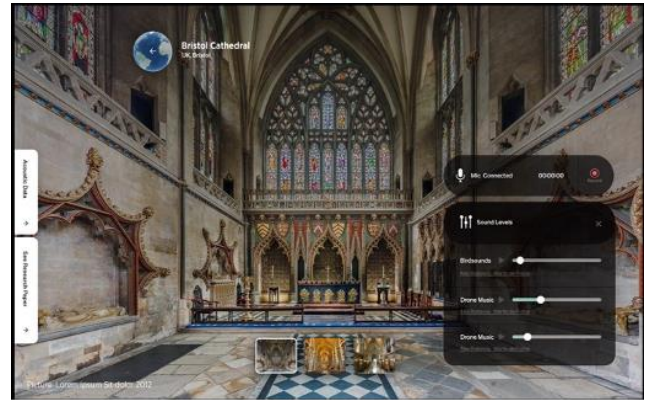 Bristol Cathedral
UK, Bristol
Acoustic Data
See Research Paper
Mic Connected
00:00:00
Record
Sound Levels
Birdsounds
Drone Music
Drone Music
Picture: Lorem Ipsum Sit dolor 2012